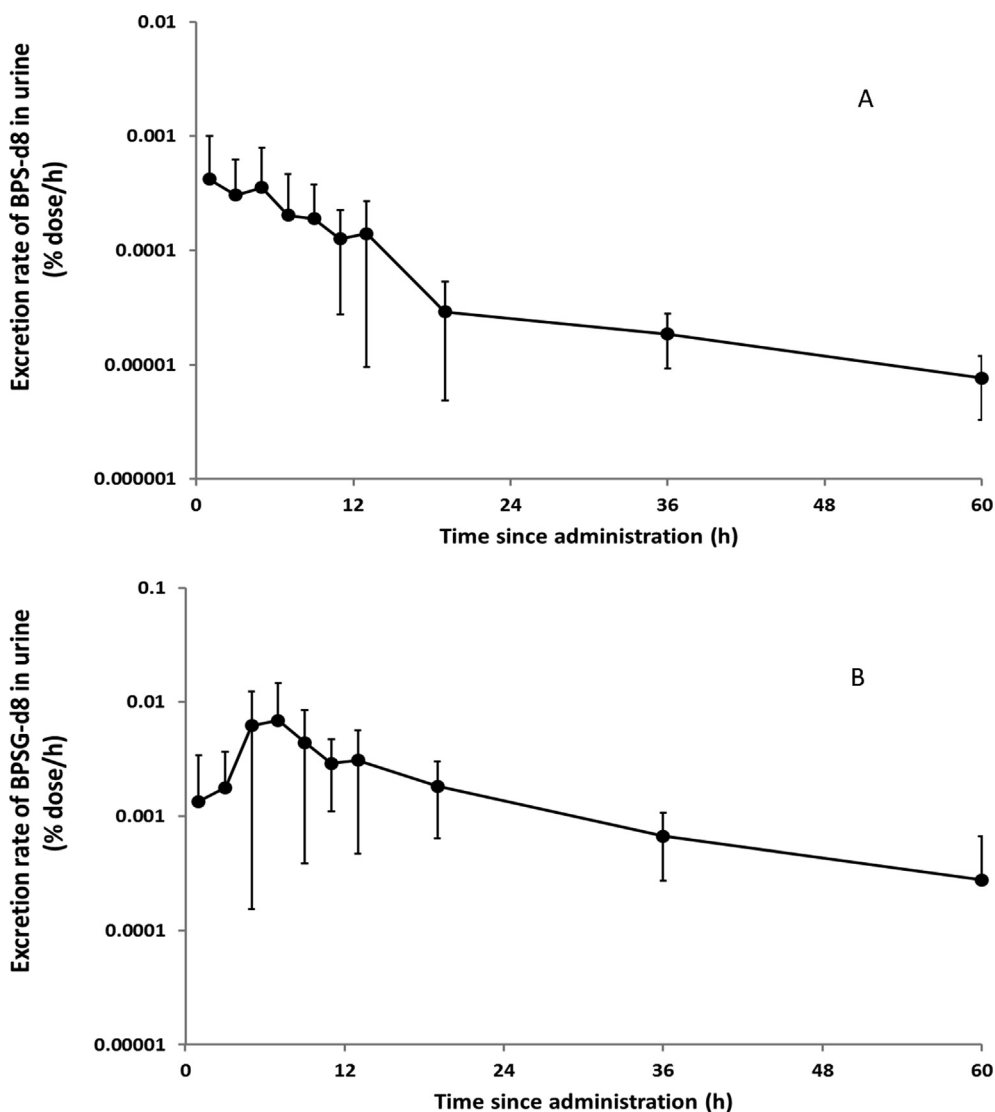 0.01
A
0.001
0.0001
0.00001
0.000001
Excretion rate of BPS-d8 in urine
(% dose/h)
0 12 24 36 48 60
Time since administration (h)
0.1
B
0.01
0.001
0.0001
0.00001
Excretion rate of BPSG-d8 in urine
(% dose/h)
0 12 24 36 48 60
Time since administration (h)